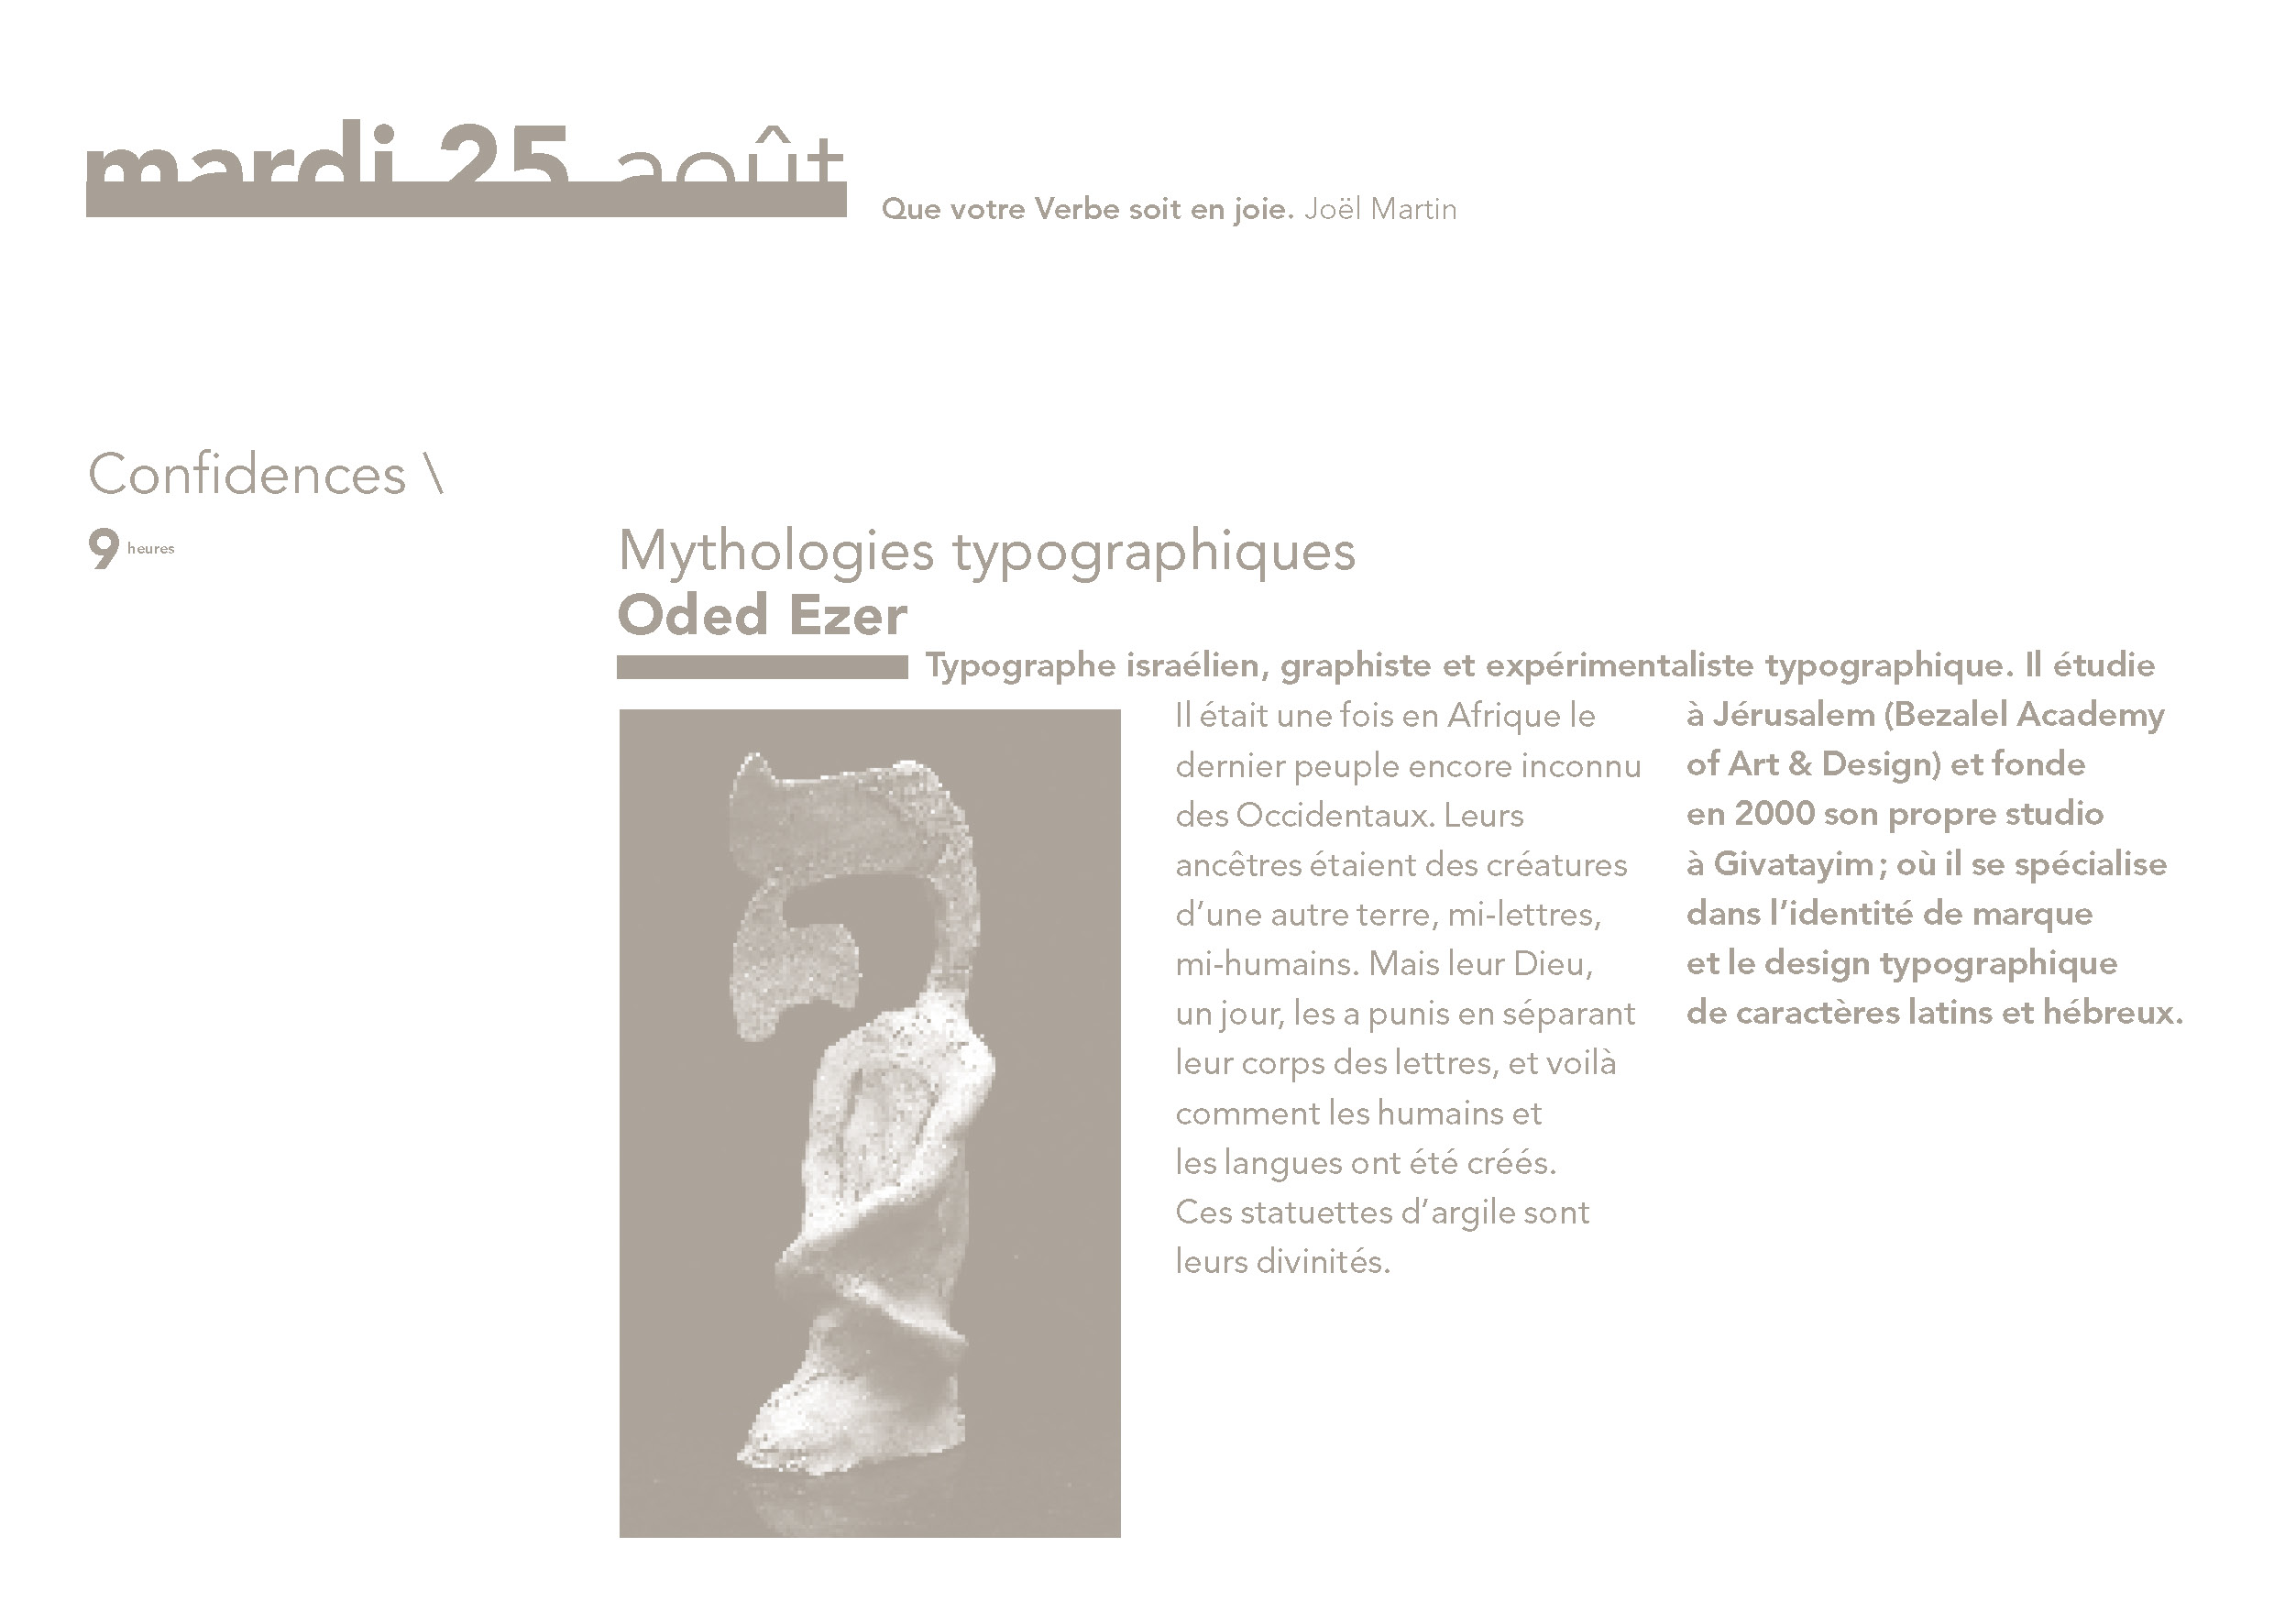 mardi 25 août
Que votre Verbe soit en joie. Joël Martin
Confidences \
9 heures
Mythologies typographiques
Oded Ezer
Typographe israélien, graphiste et expérimentaliste typographique. Il étudie
à Jérusalem (Bezalel Academy
of Art & Design) et fonde
en 2000 son propre studio
à Givatayim ; où il se spécialise
dans l’identité de marque
et le design typographique
de caractères latins et hébreux.
Il était une fois en Afrique le
dernier peuple encore inconnu
des Occidentaux. Leurs
ancêtres étaient des créatures
d’une autre terre, mi-lettres,
mi-humains. Mais leur Dieu,
un jour, les a punis en séparant
leur corps des lettres, et voilà
comment les humains et
les langues ont été créés.
Ces statuettes d’argile sont
leurs divinités.